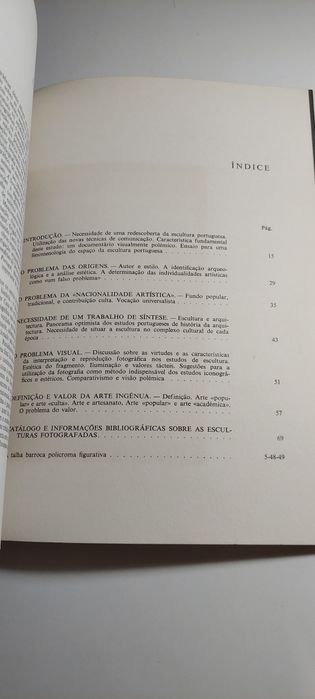 ÍNDICE
Pág.
INTRODUÇÃO. — Necessidade de uma redescoberta da escultura portuguesa.
Utilização das novas técnicas de comunicação. Característica fundamental
deste estudo: um documentário visualmente polémico. Ensaio para uma
fenomenologia do espaço da escultura portuguesa 15
O PROBLEMA DAS ORIGENS. — Autor e estilo. A identificação arqueo-
lógica e a análise estética. A determinação das individualidades artísticas
como «um falso problema» 29
O PROBLEMA DA «NACIONALIDADE ARTÍSTICA». — Fundo popular,
tradicional, e contribuição culta. Vocação universalista 35
NECESSIDADE DE UM TRABALHO DE SÍNTESE. — Escultura e arqui-
tectura. Panorama optimista dos estudos portugueses de história da arqui-
tectura. Necessidade de situar a escultura no complexo cultural de cada
época 43
O PROBLEMA VISUAL. — Discussão sobre as virtudes e as características
da interpretação e reprodução fotográfica nos estudos de escultura.
Estética do fragmento. Iluminação e valores tácteis. Sugestões para a
utilização da fotografia como método indispensável dos estudos iconográfi-
cos e estéticos. Comparativismo e visão polémica 51
DEFINIÇÃO E VALOR DA ARTE INGÉNUA. — Definição. Arte «popu-
lar» e arte «culta». Arte e artesanato. Arte «popular» e arte «académica».
O problema do valor 57
CATÁLOGO E INFORMAÇÕES BIBLIOGRÁFICAS SOBRE AS ESCUL-
TURAS FOTOGRAFADAS 69
talha barroca polícroma figurativa 5-48-49